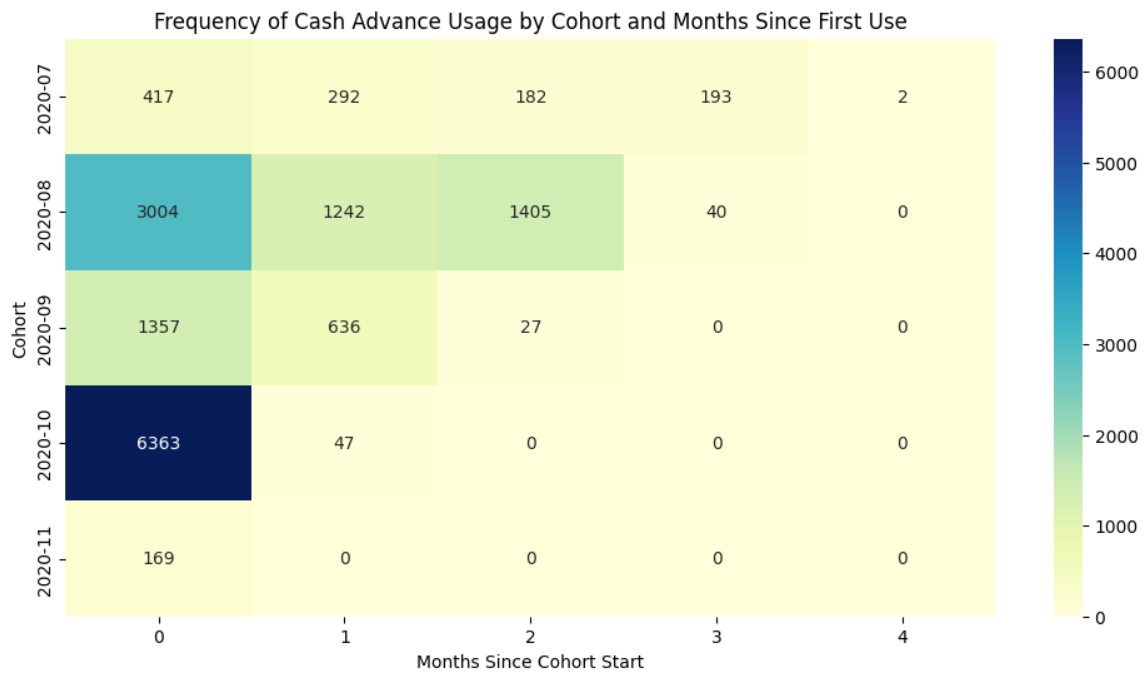 Frequency of Cash Advance Usage by Cohort and Months Since First Use
Cohort
2020-07
417 292 182 193 2
2020-08
3004 1242 1405 40 0
2020-09
1357 636 27 0 0
2020-10
6363 47 0 0 0
2020-11
169 0 0 0 0
0 1 2 3 4
Months Since Cohort Start
6000
5000
4000
3000
2000
1000
0